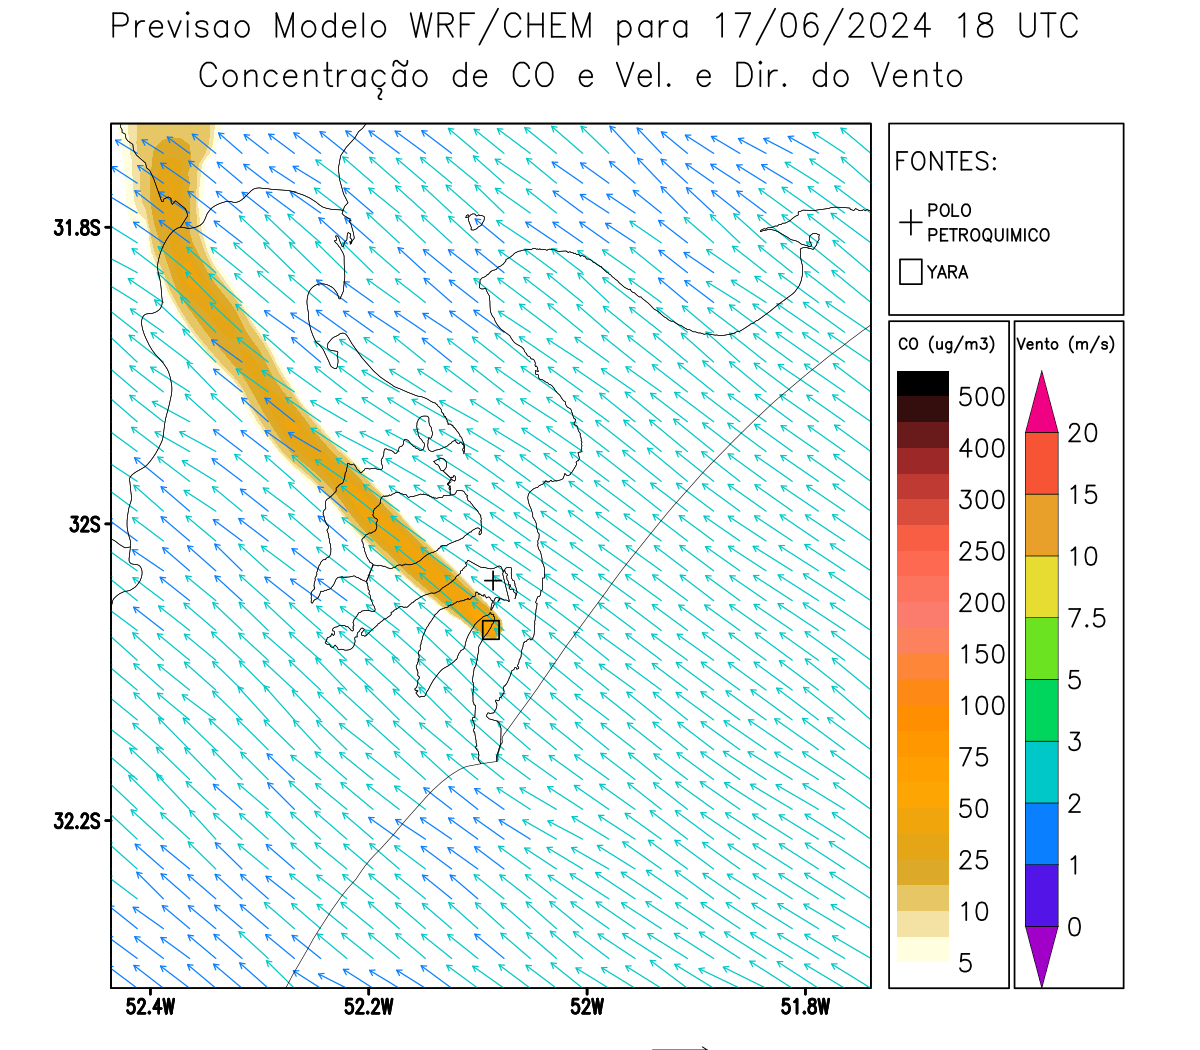 Previsao Modelo WRF/CHEM para 17/06/2024 18 UTC
Concentração de CO e Vel. e Dir. do Vento
FONTES:
POLO
PETROQUIMICO
YARA
CO (ug/m3)
500
400
300
250
200
150
100
75
50
25
10
5
Vento (m/s)
20
15
10
7.5
5
3
2
1
0
31.8S
32S
32.2S
52.4W
52.2W
52W
51.8W